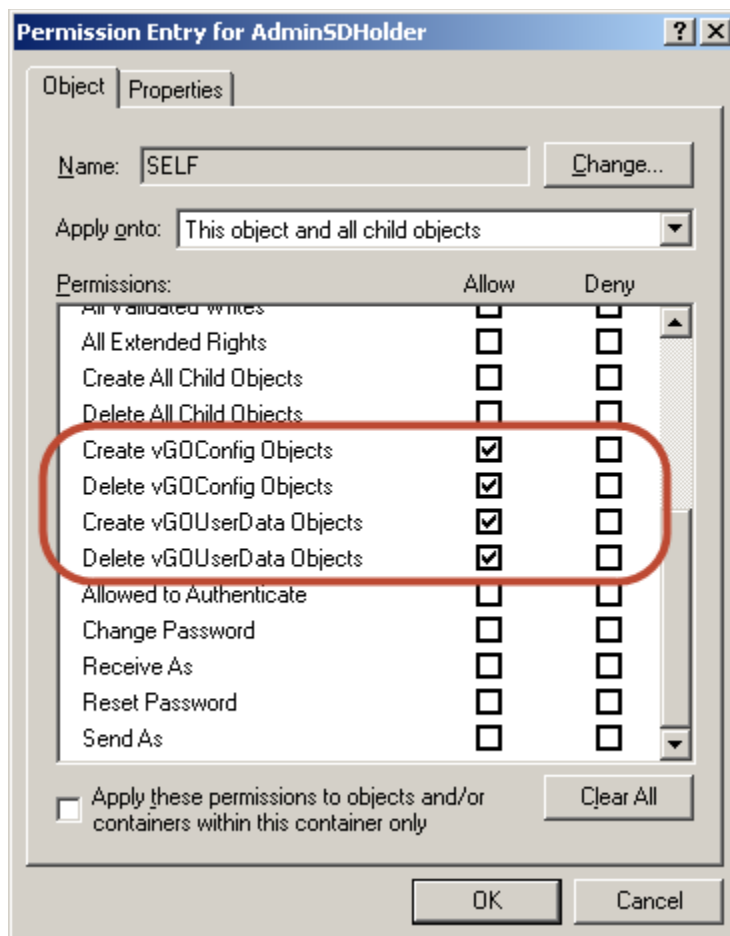 Permission Entry for AdminSDHolder
Object
Properties
Name:
SELF
Change...
Apply onto:
This object and all child objects
Permissions:
Allow
Deny
All Validated Writes
All Extended Rights
Create All Child Objects
Delete All Child Objects
Create vGOConfig Objects
Delete vGOConfig Objects
Create vGOUserData Objects
Delete vGOUserData Objects
Allowed to Authenticate
Change Password
Receive As
Reset Password
Send As
Apply these permissions to objects and/or
containers within this container only
Clear All
OK
Cancel